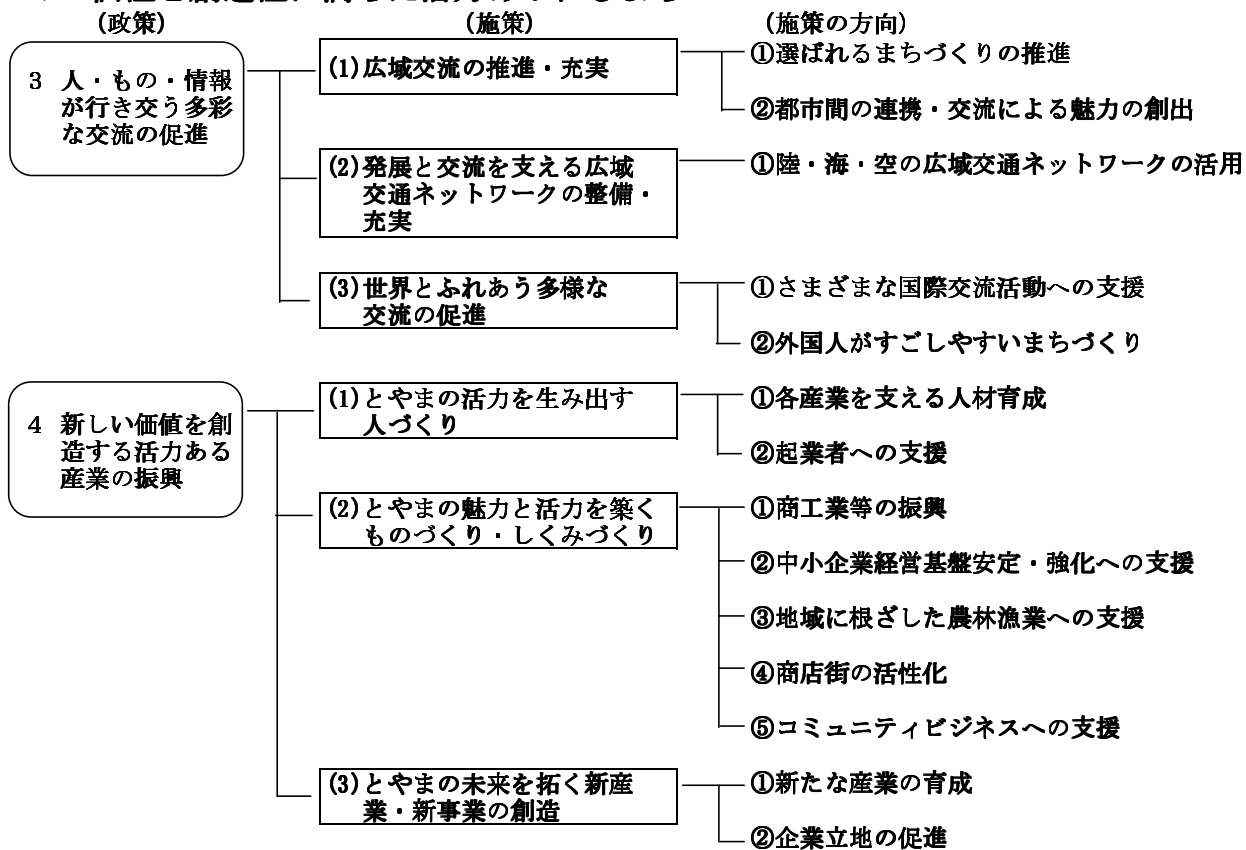 (政策)
(施策)
(施策の方向)
3 人・もの・情報
が行き交う多彩
な交流の促進
(1)広域交流の推進・充実
①選ばれるまちづくりの推進
②都市間の連携・交流による魅力の創出
(2)発展と交流を支える広域
交通ネットワークの整備・
充実
①陸・海・空の広域交通ネットワークの活用
(3)世界とふれあう多様な
交流の促進
①さまざまな国際交流活動への支援
②外国人がすごしやすいまちづくり
4 新しい価値を創
造する活力ある
産業の振興
(1)とやまの活力を生み出す
人づくり
①各産業を支える人材育成
②起業者への支援
(2)とやまの魅力と活力を築く
ものづくり・しくみづくり
①商工業等の振興
②中小企業経営基盤安定・強化への支援
③地域に根ざした農林漁業への支援
④商店街の活性化
⑤コミュニティビジネスへの支援
(3)とやまの未来を拓く新産
業・新事業の創造
①新たな産業の育成
②企業立地の促進